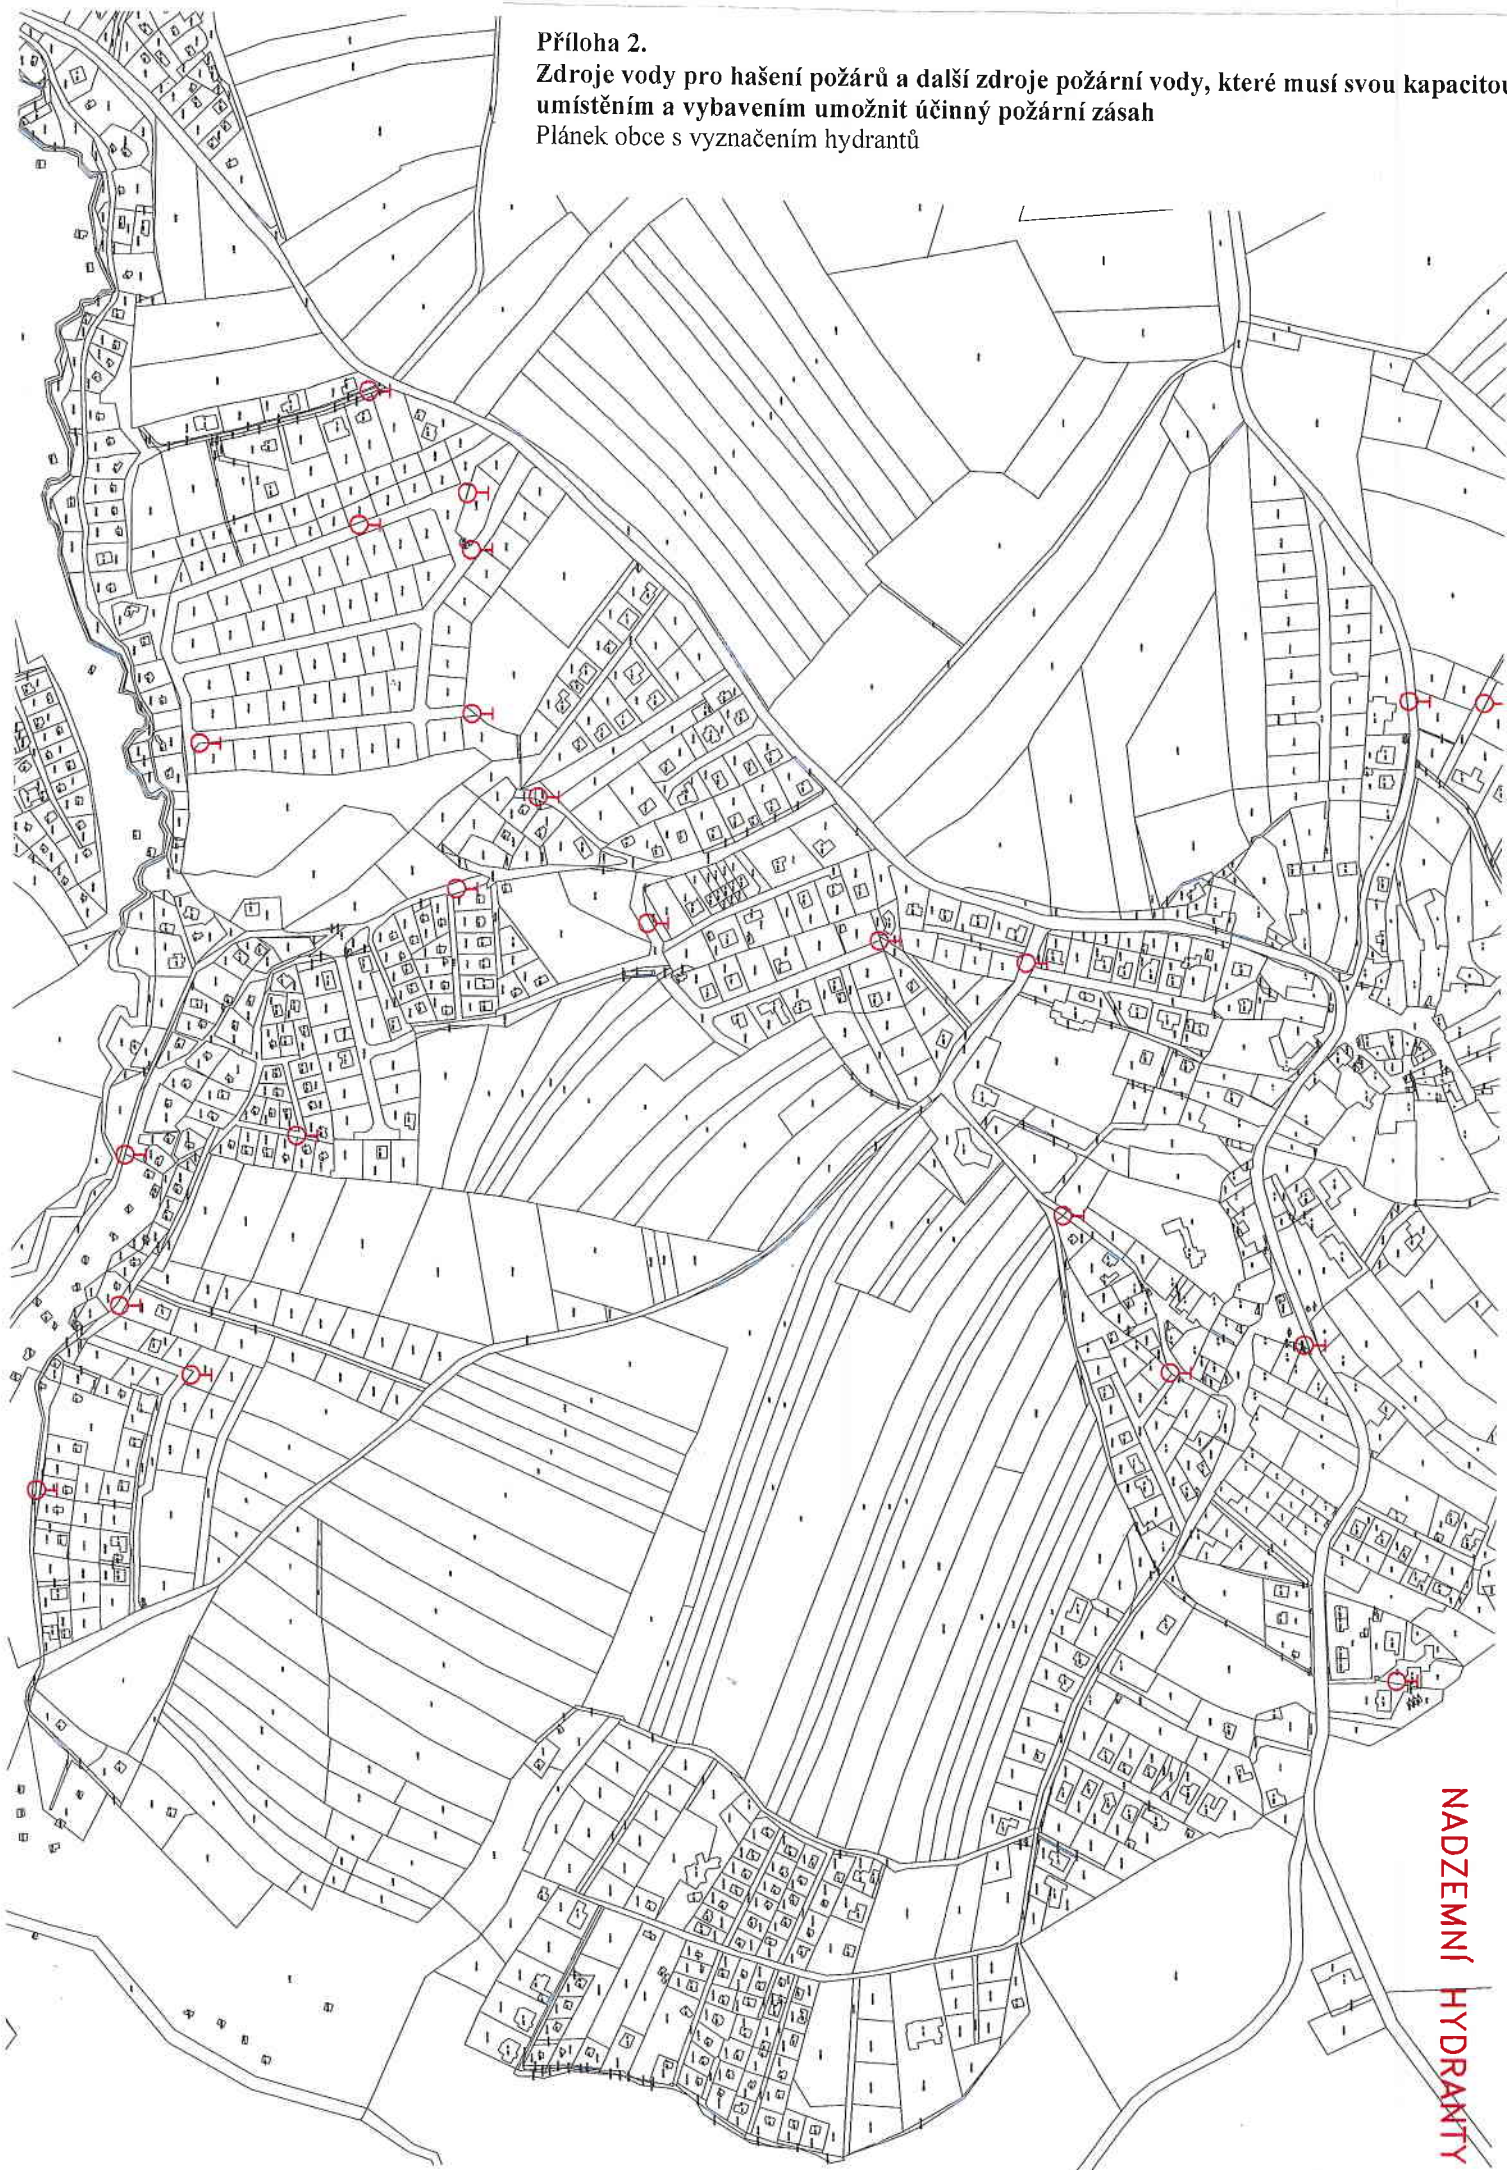 Příloha 2.
Zdroje vody pro hašení požárů a další zdroje požární vody, které musí svou kapacitou
umístěním a vybavením umožnit účinný požární zásah
Plánek obce s vyznačením hydrantů
NADZEMNÍ HYDRANTY